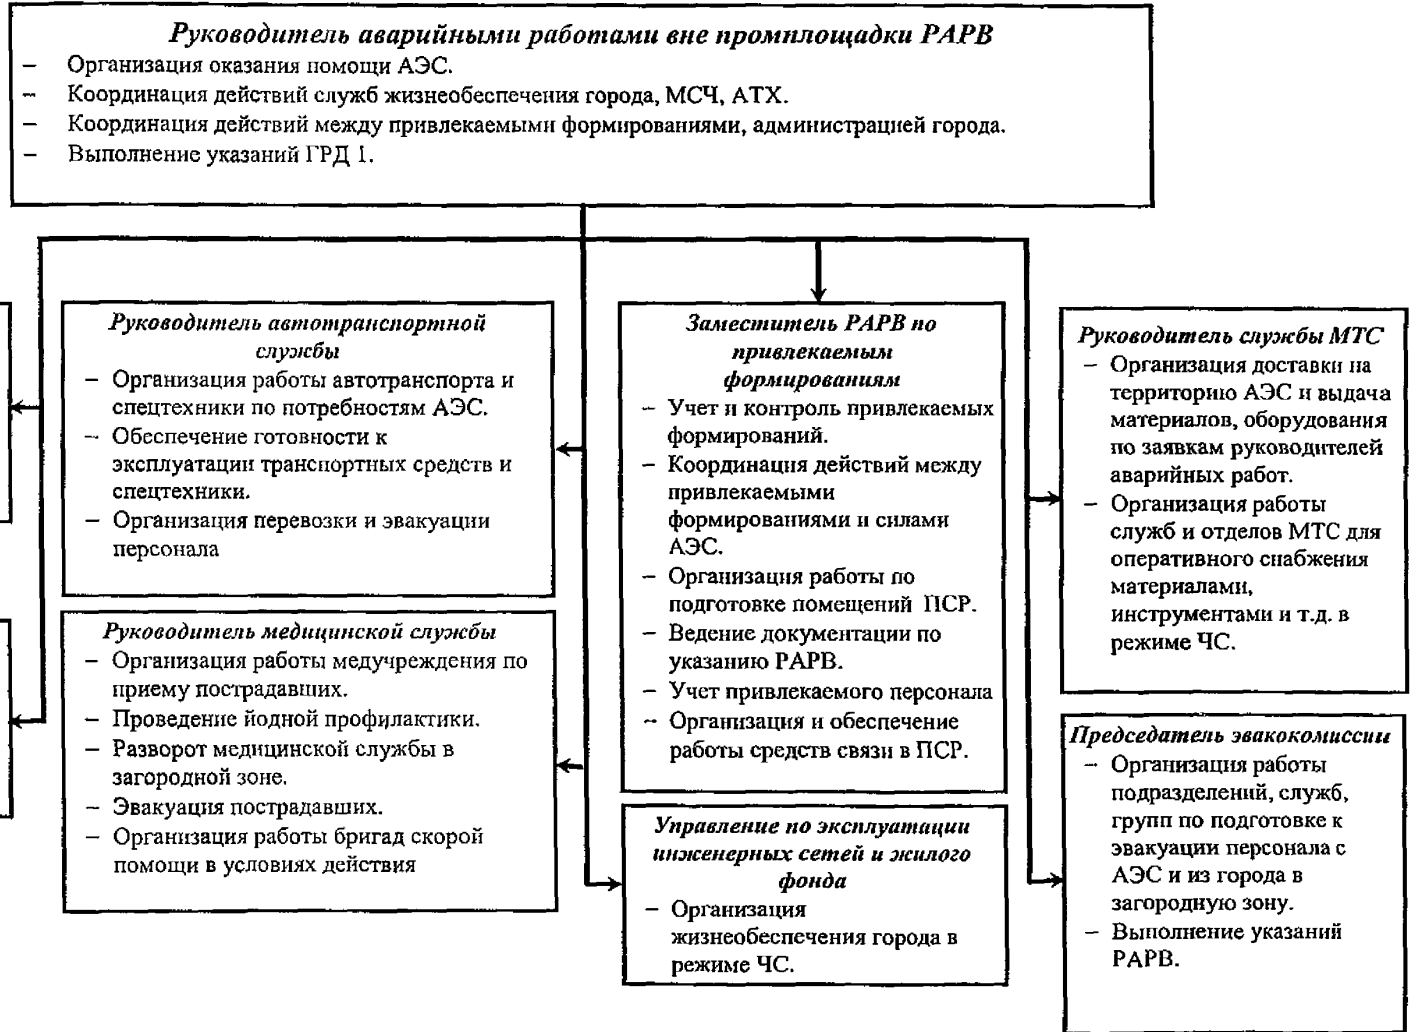 Руководитель аварийными работами вне промплощадки РАРВ
– Организация оказания помощи АЭС.
– Координация действий служб жизнеобеспечения города, МСЧ, АТХ.
– Координация действий между привлекаемыми формированиями, администрацией города.
– Выполнение указаний ГРД 1.
Руководитель автотранспортной
службы
– Организация работы автотранспорта и
спецтехники по потребностям АЭС.
– Обеспечение готовности к
эксплуатации транспортных средств и
спецтехники.
– Организация перевозки и эвакуации
персонала
Руководитель медицинской службы
– Организация работы медучреждения по
приему пострадавших.
– Проведение йодной профилактики.
– Разворот медицинской службы в
загородной зоне.
– Эвакуация пострадавших.
– Организация работы бригад скорой
помощи в условиях действия
Заместитель РАРВ по
привлекаемым
формированиям
– Учет и контроль привлекаемых
формирований.
– Координация действий между
привлекаемыми
формированиями и силами
АЭС.
– Организация работы по
подготовке помещений ПСР.
– Ведение документации по
указанию РАРВ.
– Учет привлекаемого персонала
– Организация и обеспечение
работы средств связи в ПСР.
Управление по эксплуатации
инженерных сетей и жилого
фонда
– Организация
жизнеобеспечения города в
режиме ЧС.
Руководитель службы МТС
– Организация доставки на
территорию АЭС и выдача
материалов, оборудования
по заявкам руководителей
аварийных работ.
– Организация работы
служб и отделов МТС для
оперативного снабжения
материалами,
инструментами и т.д. в
режиме ЧС.
Председатель эвакокомиссии
– Организация работы
подразделений, служб,
групп по подготовке к
эвакуации персонала с
АЭС и из города в
загородную зону.
– Выполнение указаний
РАРВ.